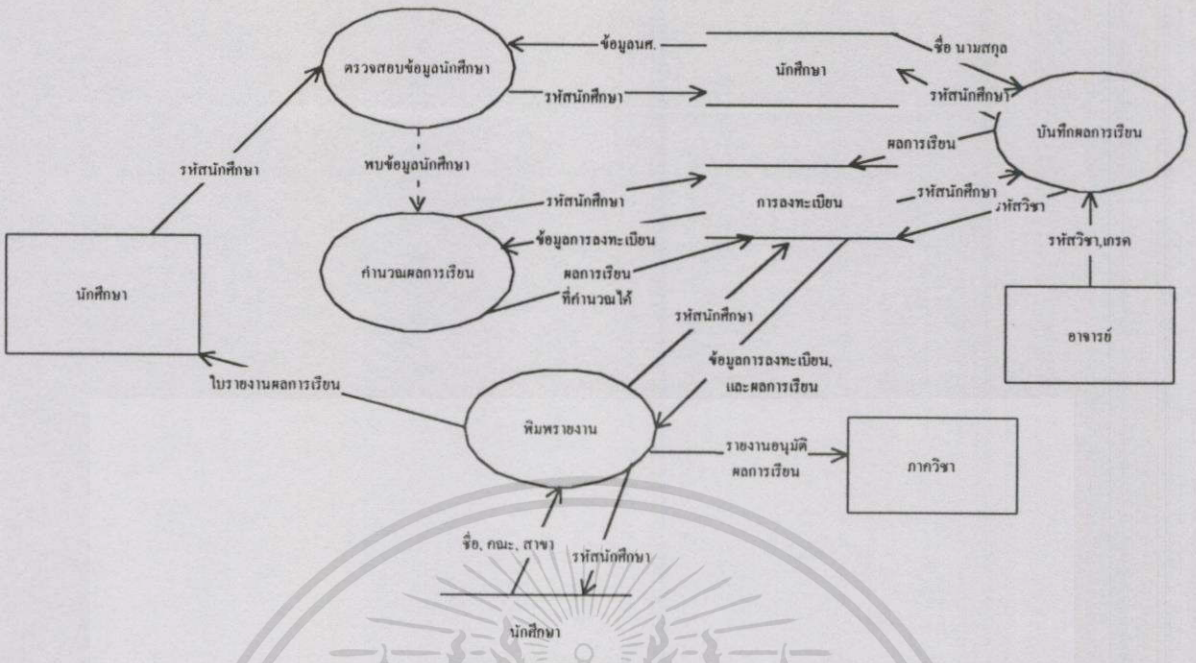 ข้อมูลนศ.
ชื่อ นามสกุล
ตรวจสอบข้อมูลนักศึกษา
นักศึกษา
รหัสนักศึกษา
รหัสนักศึกษา
บันทึกผลการเรียน
ผลการเรียน
รหัสนักศึกษา
พบข้อมูลนักศึกษา
รหัสนักศึกษา
การลงทะเบียน
รหัสนักศึกษา
รหัสวิชา
ข้อมูลการลงทะเบียน
รหัสวิชา,เกรด
คำนวณผลการเรียน
ผลการเรียน
ที่คำนวณได้
นักศึกษา
รหัสนักศึกษา
อาจารย์
ข้อมูลการลงทะเบียน,
และผลการเรียน
ใบรายงานผลการเรียน
พิมพรายงาน
รายงานอนุมัติ
ผลการเรียน
ภาควิชา
ชื่อ, คณะ, สาขา
รหัสนักศึกษา
นักศึกษา